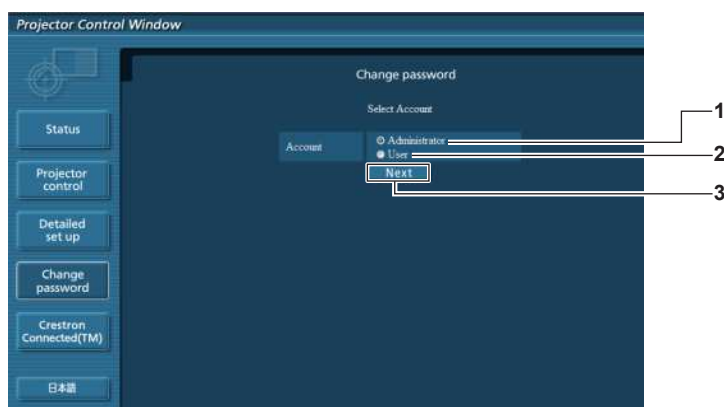 Projector Control Window
Change password
Select Account
Account
Administrator
User
Next
1
2
3
Status
Projector
control
Detailed
set up
Change
password
Crestron
Connected(TM)
日本語